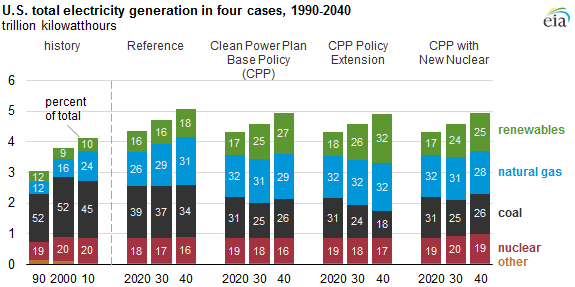 U.S. total electricity generation in four cases, 1990-2040
trillion kilowatthours
eia
history
Reference
Clean Power Plan
Base Policy
(CPP)
CPP Policy
Extension
CPP with
New Nuclear
percent
of total
6
5
4
3
2
1
0
12 9 10 16 16 18 17 25 27 18 26 32 17 24 25
renewables
12 16 24 26 29 31 32 31 29 32 31 32 32 31 28
natural gas
52 52 45 39 37 34 31 25 26 31 24 18 31 25 26
coal
19 20 20 18 17 16 19 18 16 19 18 17 19 20 19
nuclear
other
90 2000 10 2020 30 40 2020 30 40 2020 30 40 2020 30 40